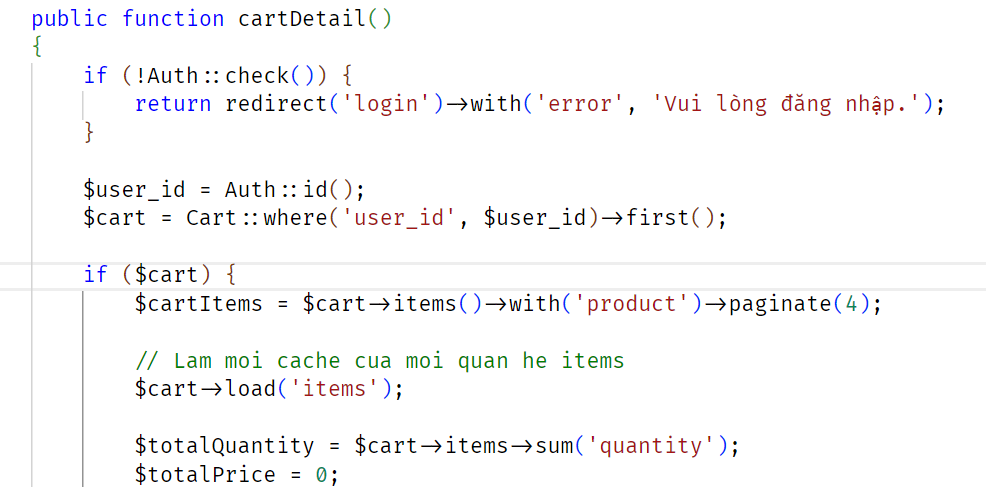 public function cartDetail()
{
    if (!Auth::check()) {
        return redirect('login')->with('error', 'Vui lòng đăng nhập.');
    }

    $user_id = Auth::id();
    $cart = Cart::where('user_id', $user_id)->first();

    if ($cart) {
        $cartItems = $cart->items()->with('product')->paginate(4);

        // Lam moi cache cua moi quan he items
        $cart->load('items');

        $totalQuantity = $cart->items->sum('quantity');
        $totalPrice = 0;